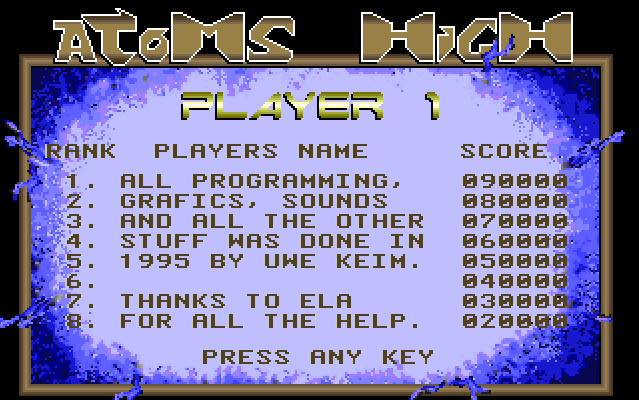 ATOMS HIGH
PLAYER 1
RANK PLAYERS NAME SCORE
1. ALL PROGRAMMING, 090000
2. GRAFICS, SOUNDS 080000
3. AND ALL THE OTHER 070000
4. STUFF WAS DONE IN 060000
5. 1995 BY UWE KEIM. 050000
6. 040000
7. THANKS TO ELA 030000
8. FOR ALL THE HELP. 020000
PRESS ANY KEY